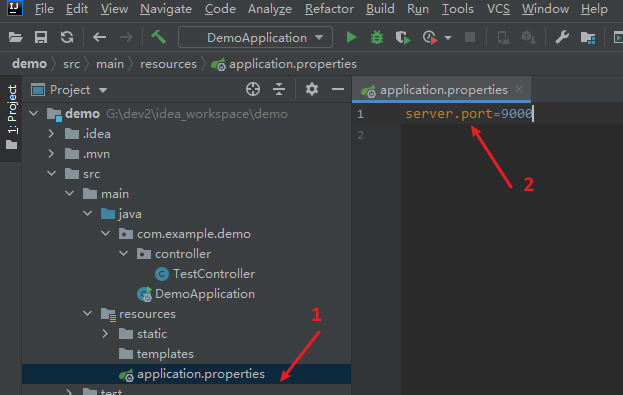 IJ File Edit View Navigate Code Analyze Refactor Build Run Tools VCS Window Help
DemoApplication
demo src main resources application.properties
1: Project
Project
application.properties
demo G:\dev2\idea_workspace\demo
1 server.port=9000
.idea
2
.mvn
src
2
main
java
com.example.demo
controller
TestController
DemoApplication
resources
1
static
templates
application.properties
test